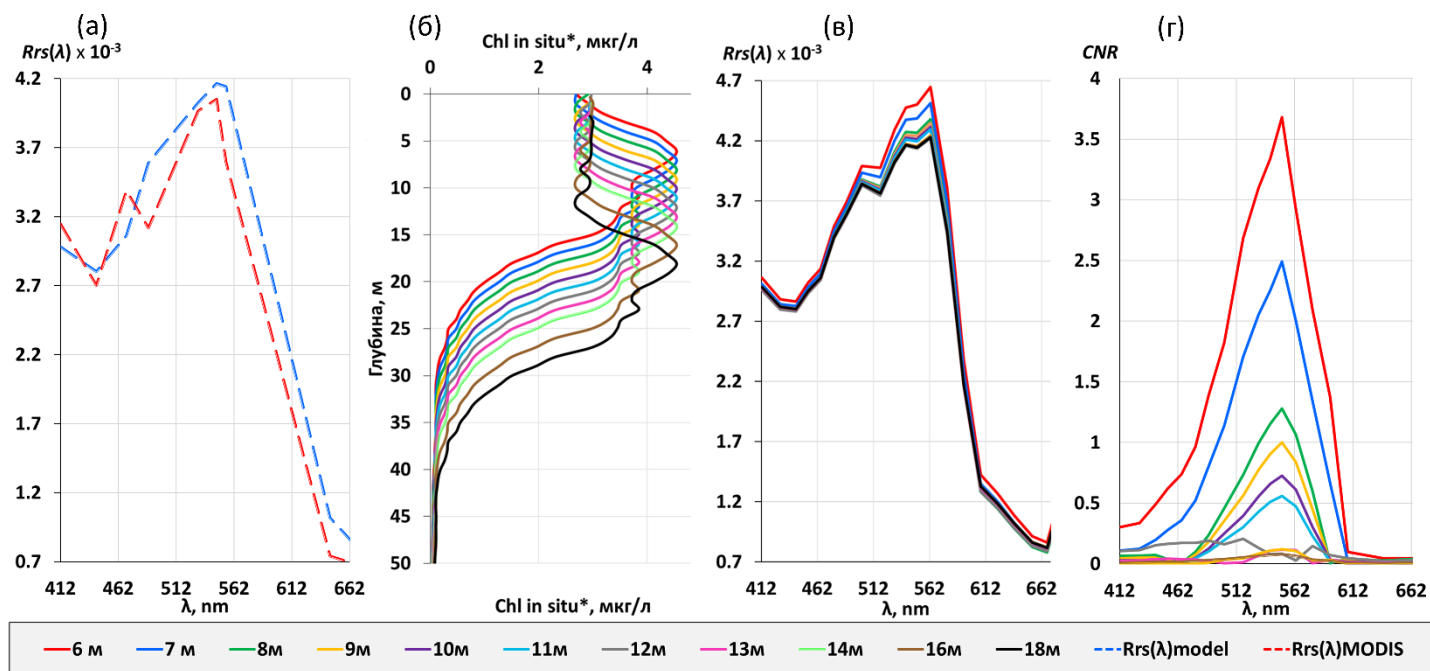 (а)
Rrs(λ) x 10-3
4.2
3.7
3.2
2.7
2.2
1.7
1.2
0.7
412 462 512 562 612 662
λ, nm
(б)
Chl in situ*, мкг/л
0 2 4
0
5
10
15
20
25
30
35
40
45
50
Глубина, м
Chl in situ*, мкг/л
(в)
Rrs(λ) x 10-3
4.7
4.2
3.7
3.2
2.7
2.2
1.7
1.2
0.7
412 462 512 562 612 662
λ, nm
(г)
CNR
4
3.5
3
2.5
2
1.5
1
0.5
0
412 462 512 562 612 662
λ, nm
6 м 7 м 8м 9м 10м 11м 12м 13м 14м 16м 18м Rrs(λ)model Rrs(λ)MODIS